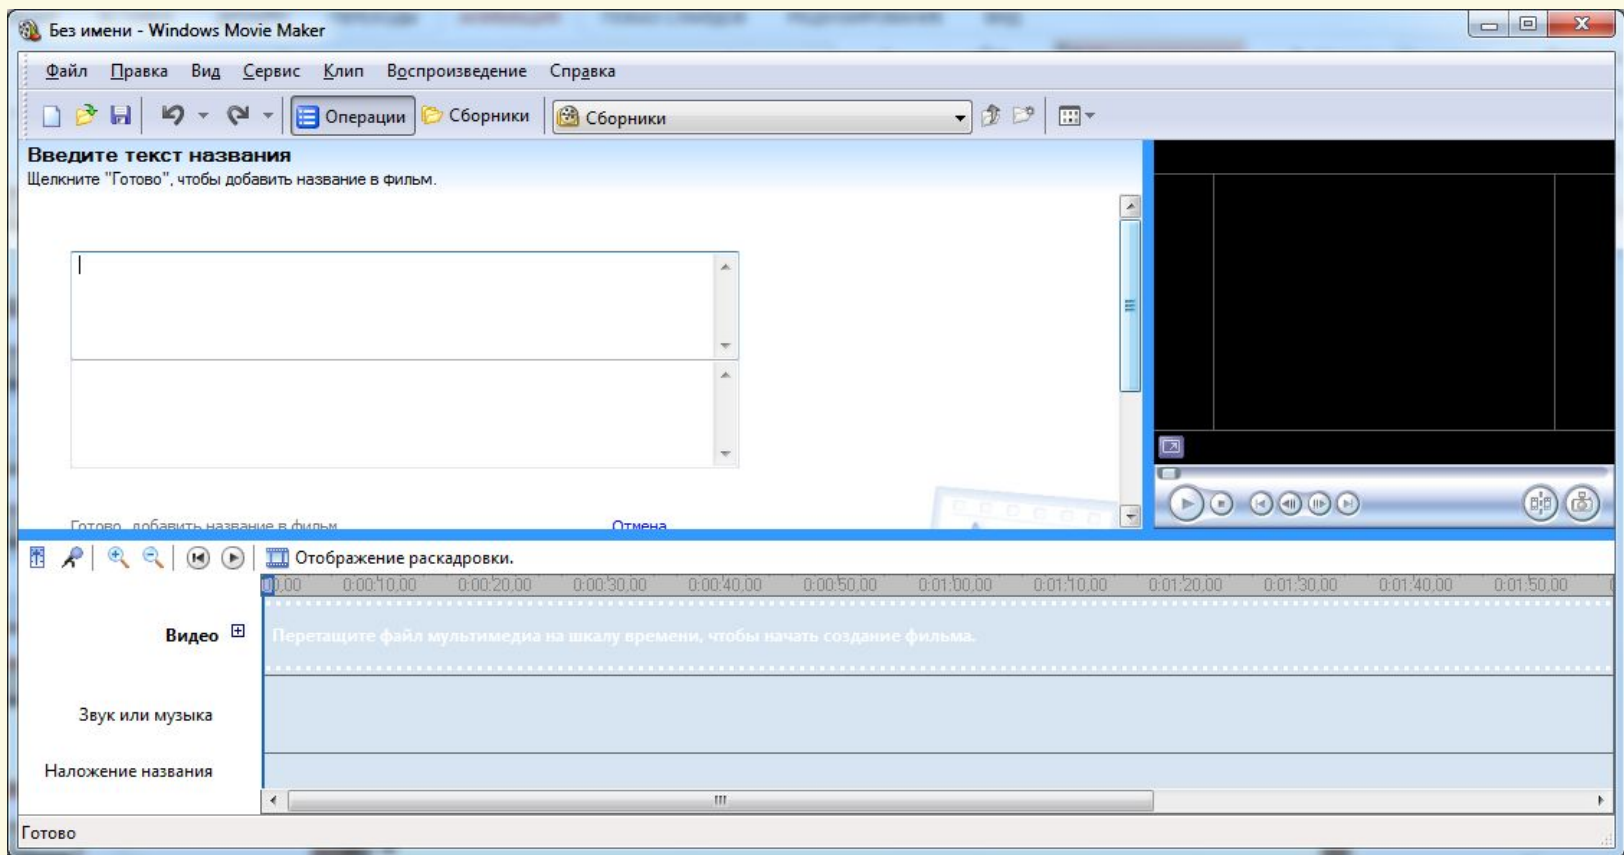 Без имени - Windows Movie Maker
Файл Правка Вид Сервис Клип Воспроизведение Справка
Операции Сборники Сборники
Введите текст названия
Щелкните "Готово", чтобы добавить название в фильм.
Готово, добавить название в фильм Отмена
Отображение раскадровки.
0,00 0:00:10,00 0:00:20,00 0:00:30,00 0:00:40,00 0:00:50,00 0:01:00,00 0:01:10,00 0:01:20,00 0:01:30,00 0:01:40,00 0:01:50,00
Видео Перетащите файл мультимедиа на шкалу времени, чтобы начать создание фильма.
Звук или музыка
Наложение названия
Готово